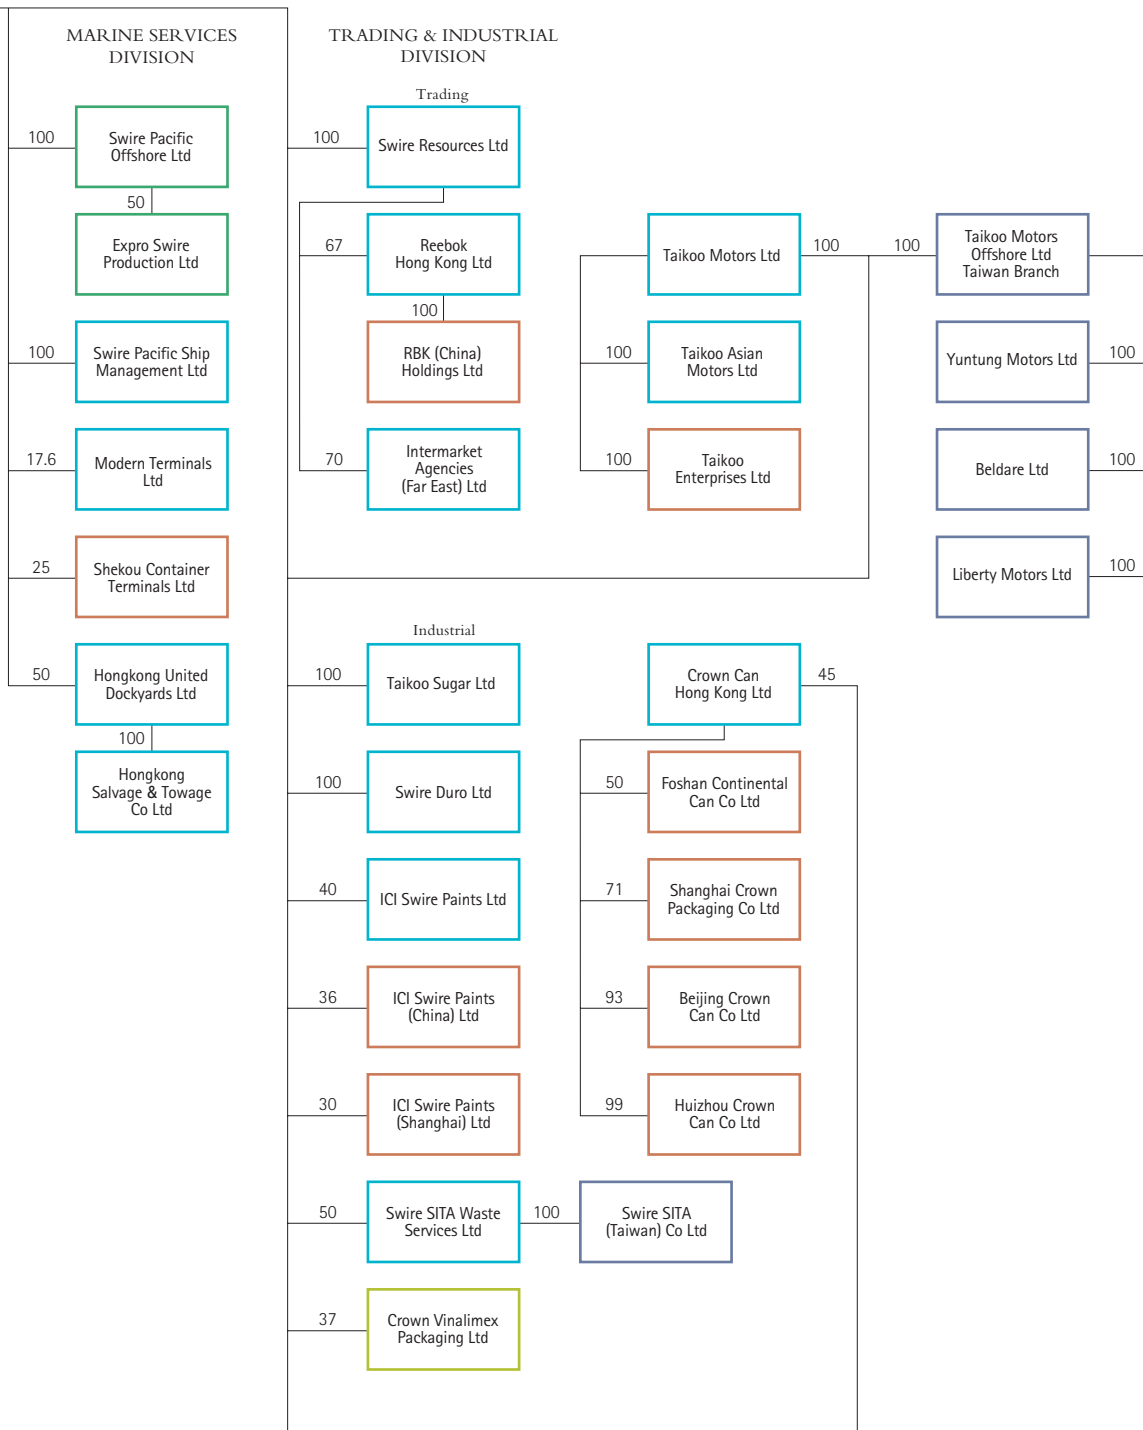 MARINE SERVICES
DIVISION
100
Swire Pacific
Offshore Ltd
50
Expro Swire
Production Ltd
100
Swire Pacific Ship
Management Ltd
17.6
Modern Terminals
Ltd
25
Shekou Container
Terminals Ltd
50
Hongkong United
Dockyards Ltd
100
Hongkong
Salvage & Towage
Co Ltd
TRADING & INDUSTRIAL
DIVISION
Trading
100
Swire Resources Ltd
67
Reebok
Hong Kong Ltd
100
RBK (China)
Holdings Ltd
70
Intermarket
Agencies
(Far East) Ltd
Taikoo Motors Ltd
100
100
Taikoo Asian
Motors Ltd
100
Taikoo
Enterprises Ltd
100
Taikoo Motors
Offshore Ltd
Taiwan Branch
Yuntung Motors Ltd
100
Beldare Ltd
100
Liberty Motors Ltd
100
Industrial
100
Taikoo Sugar Ltd
100
Swire Duro Ltd
40
ICI Swire Paints Ltd
36
ICI Swire Paints
(China) Ltd
30
ICI Swire Paints
(Shanghai) Ltd
50
Swire SITA Waste
Services Ltd
100
Swire SITA
(Taiwan) Co Ltd
37
Crown Vinalimex
Packaging Ltd
Crown Can
Hong Kong Ltd
45
50
Foshan Continental
Can Co Ltd
71
Shanghai Crown
Packaging Co Ltd
93
Beijing Crown
Can Co Ltd
99
Huizhou Crown
Can Co Ltd